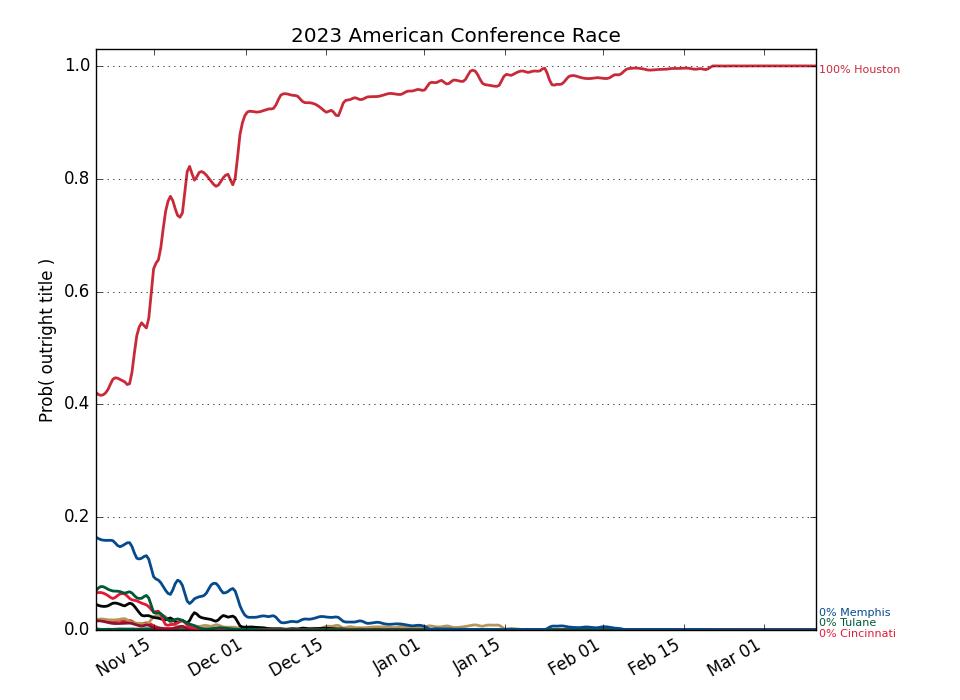 2023 American Conference Race
Prob( outright title )
1.0
0.8
0.6
0.4
0.2
0.0
100% Houston
0% Memphis
0% Tulane
0% Cincinnati
Nov 15
Dec 01
Dec 15
Jan 01
Jan 15
Feb 01
Feb 15
Mar 01